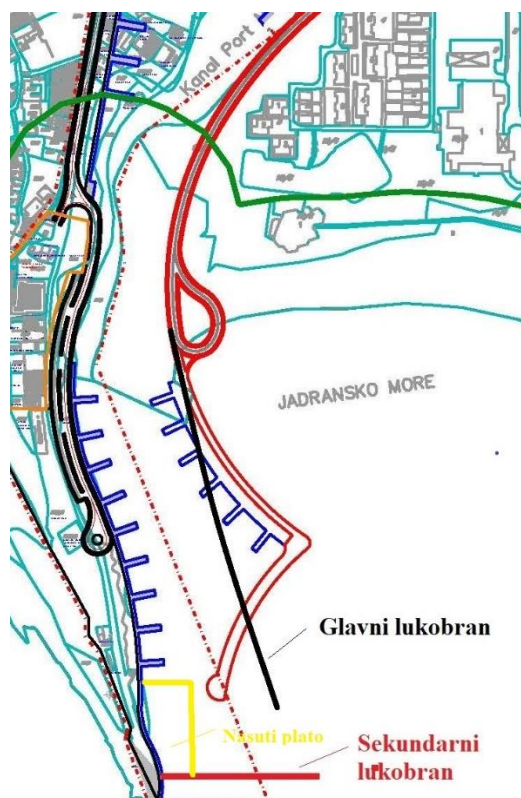 Kanal Port
JADRANSKO MORE
Glavni lukobran
Nasuti plato
Sekundarni
lukobran